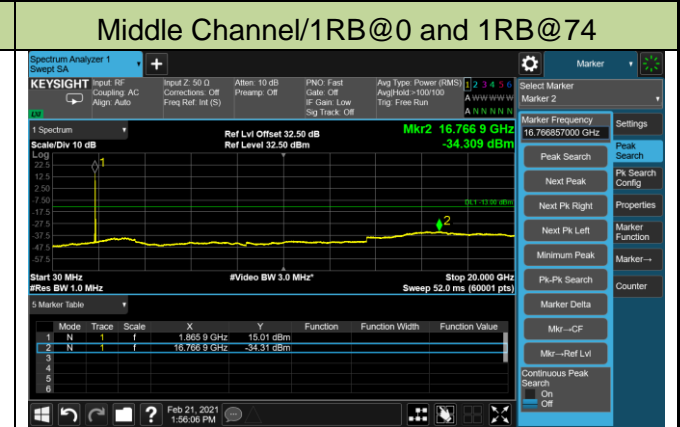 Middle Channel/1RB@0 and 1RB@74
Spectrum Analyzer 1
Swept SA
Marker
KEYSIGHT
Input: RF
Coupling: AC
Align: Auto
Input Z: 50 Ω
Corrections: Off
Freq Ref: Int (S)
Atten: 10 dB
Preamp: Off
PNO: Fast
Gate: Off
IF Gain: Low
Sig Track: Off
Avg Type: Power (RMS)
Avg|Hold:>100/100
Trig: Free Run
1 2 3 4 5 6
A W W W W W
A N N N N N
Select Marker
Marker 2
1 Spectrum
Scale/Div 10 dB
Ref Lvl Offset 32.50 dB
Ref Level 32.50 dBm
Mkr2 16.766 9 GHz
-34.309 dBm
Log
22.5
12.5
2.50
-7.50
-17.5
-27.5
-37.5
-47.5
-57.5
1
DL1 -13.00 dBm
2
Start 30 MHz
#Res BW 1.0 MHz
#Video BW 3.0 MHz*
Stop 20.000 GHz
Sweep 52.0 ms (60001 pts)
5 Marker Table
Mode Trace Scale X Y Function Function Width Function Value
1 N 1 f 1.865 9 GHz 15.01 dBm
2 N 1 f 16.766 9 GHz -34.31 dBm
3
4
5
6
Feb 21, 2021
1:56:06 PM
Marker Frequency
16.766857000 GHz
Peak Search
Next Peak
Next Pk Right
Next Pk Left
Minimum Peak
Pk-Pk Search
Marker Delta
Mkr→CF
Mkr→Ref Lvl
Continuous Peak
Search
On
Off
Settings
Peak
Search
Pk Search
Config
Properties
Marker
Function
Marker→
Counter